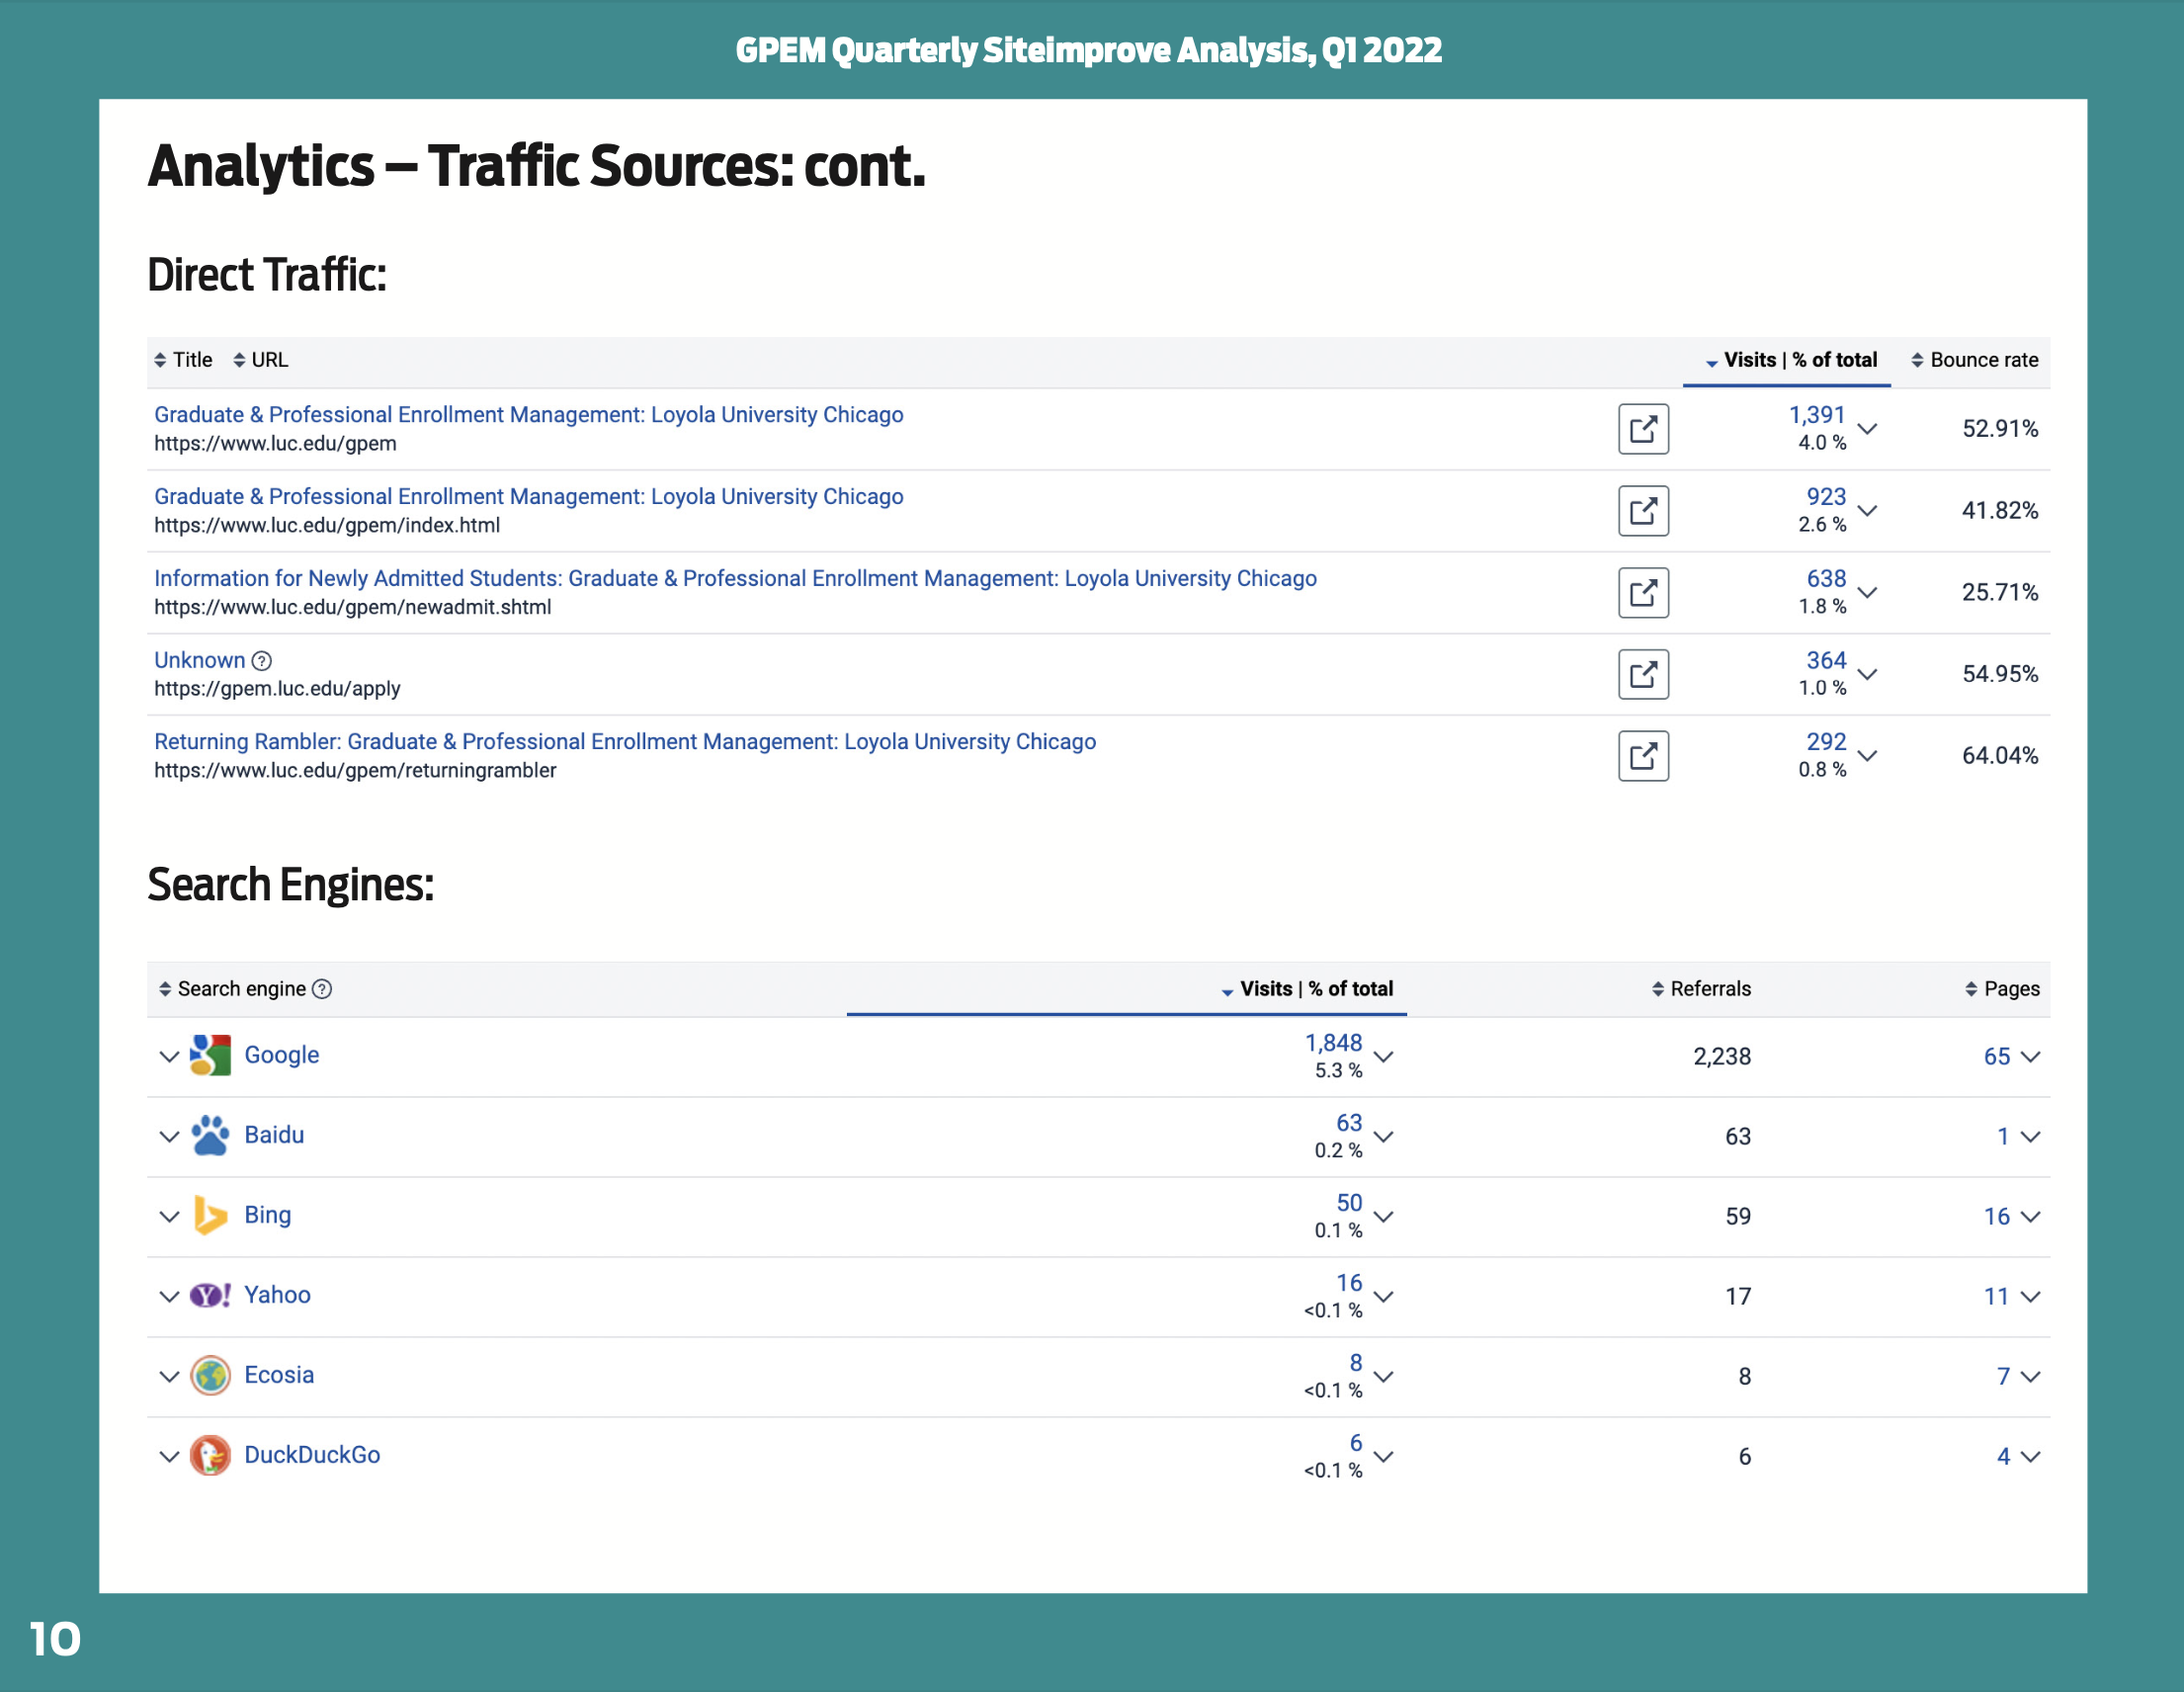 GPEM Quarterly Siteimprove Analysis, Q1 2022
Analytics – Traffic Sources: cont.
Direct Traffic:
Title URL Visits | % of total Bounce rate
Graduate & Professional Enrollment Management: Loyola University Chicago
https://www.luc.edu/gpem
1,391
4.0 %
52.91%
Graduate & Professional Enrollment Management: Loyola University Chicago
https://www.luc.edu/gpem/index.html
923
2.6 %
41.82%
Information for Newly Admitted Students: Graduate & Professional Enrollment Management: Loyola University Chicago
https://www.luc.edu/gpem/newadmit.shtml
638
1.8 %
25.71%
Unknown ?
https://gpem.luc.edu/apply
364
1.0 %
54.95%
Returning Rambler: Graduate & Professional Enrollment Management: Loyola University Chicago
https://www.luc.edu/gpem/returningrambler
292
0.8 %
64.04%
Search Engines:
Search engine ? Visits | % of total Referrals Pages
Google
1,848
5.3 %
2,238
65
Baidu
63
0.2 %
63
1
Bing
50
0.1 %
59
16
Y!
Yahoo
16
<0.1 %
17
11
Ecosia
8
<0.1 %
8
7
DuckDuckGo
6
<0.1 %
6
4
10